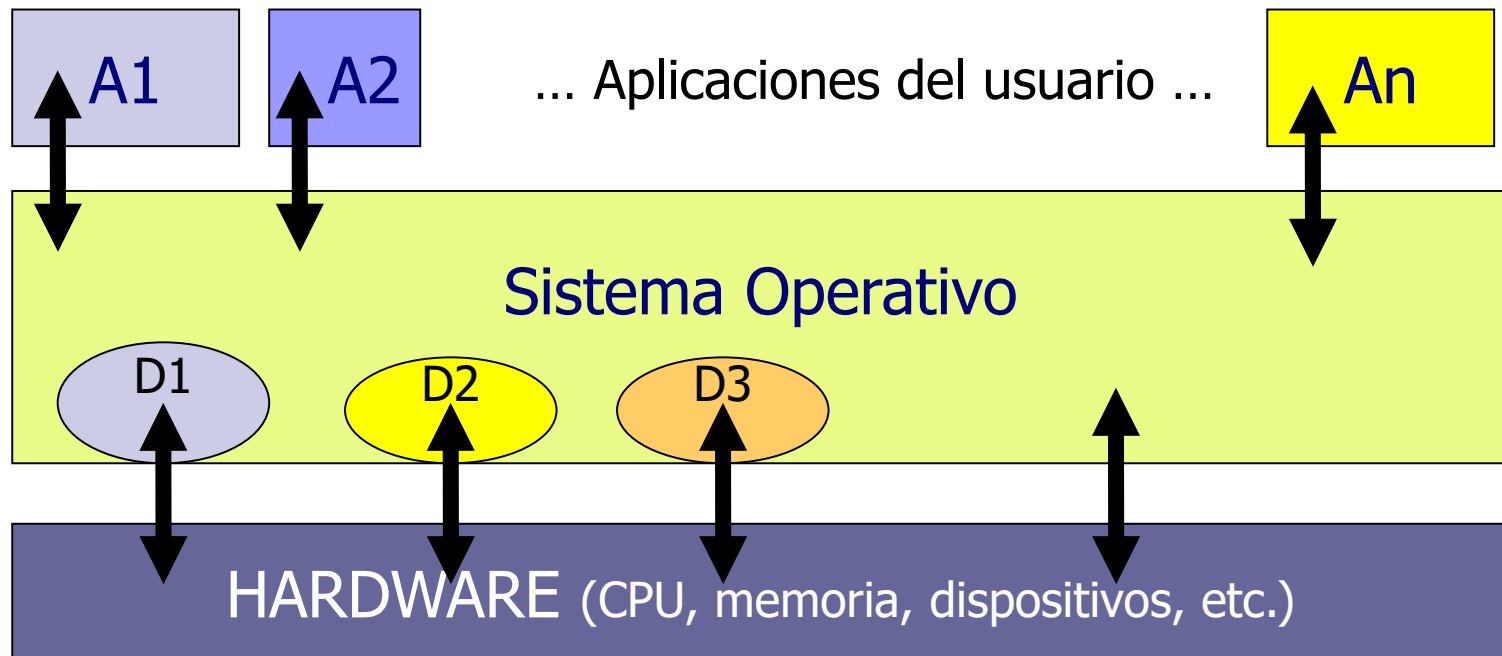 A1 A2 ... Aplicaciones del usuario ... An
Sistema Operativo
D1 D2 D3
HARDWARE (CPU, memoria, dispositivos, etc.)